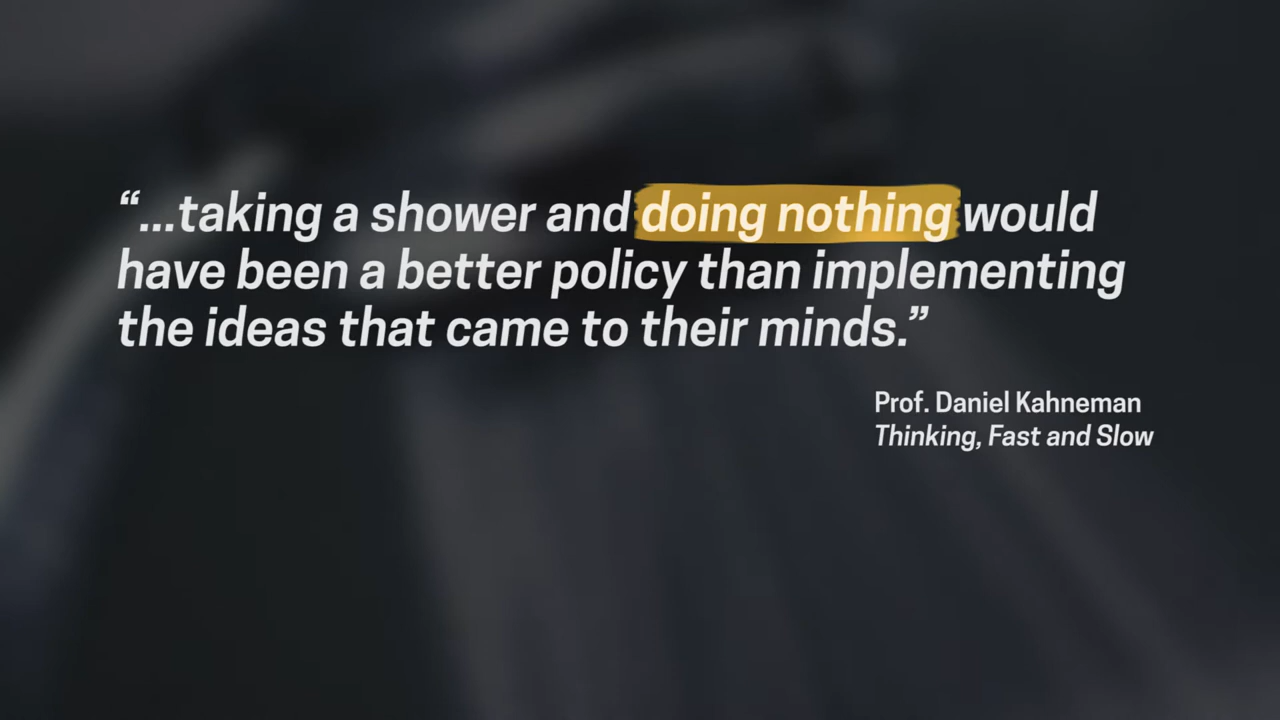 “...taking a shower and doing nothing would
have been a better policy than implementing
the ideas that came to their minds.”
Prof. Daniel Kahneman
Thinking, Fast and Slow